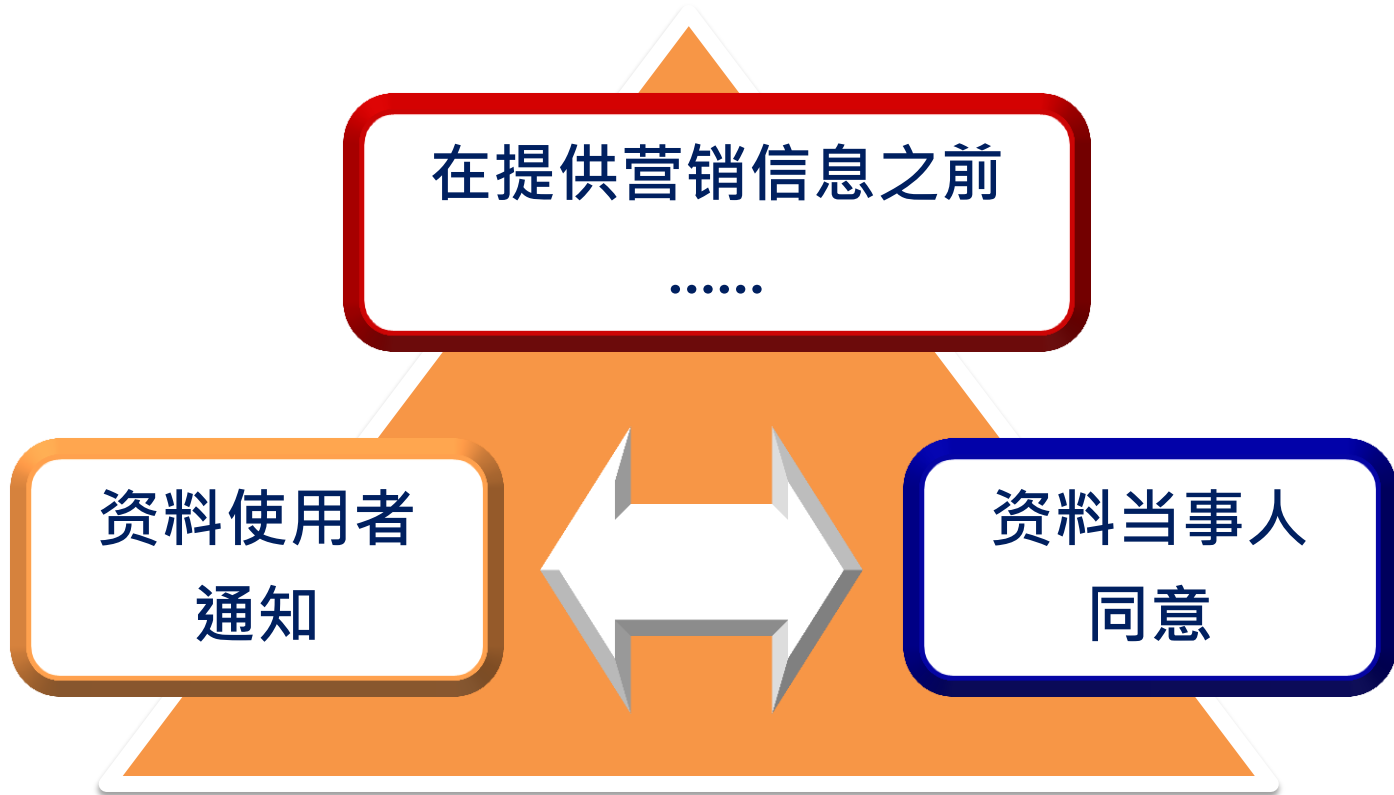 在提供营销信息之前
……
资料使用者
通知
资料当事人
同意